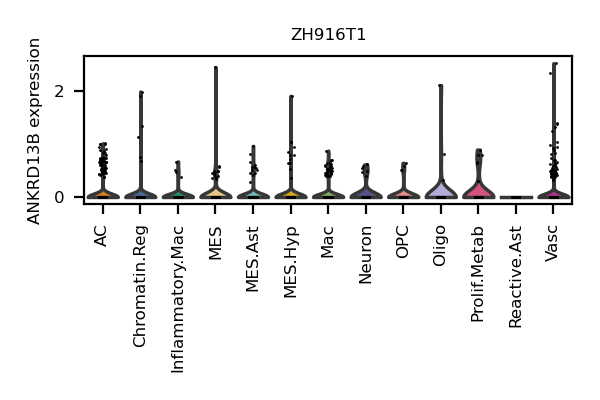 ZH916T1
ANKRD13B expression
2
0
AC
Chromatin.Reg
Inflammatory.Mac
MES
MES.Ast
MES.Hyp
Mac
Neuron
OPC
Oligo
Prolif.Metab
Reactive.Ast
Vasc